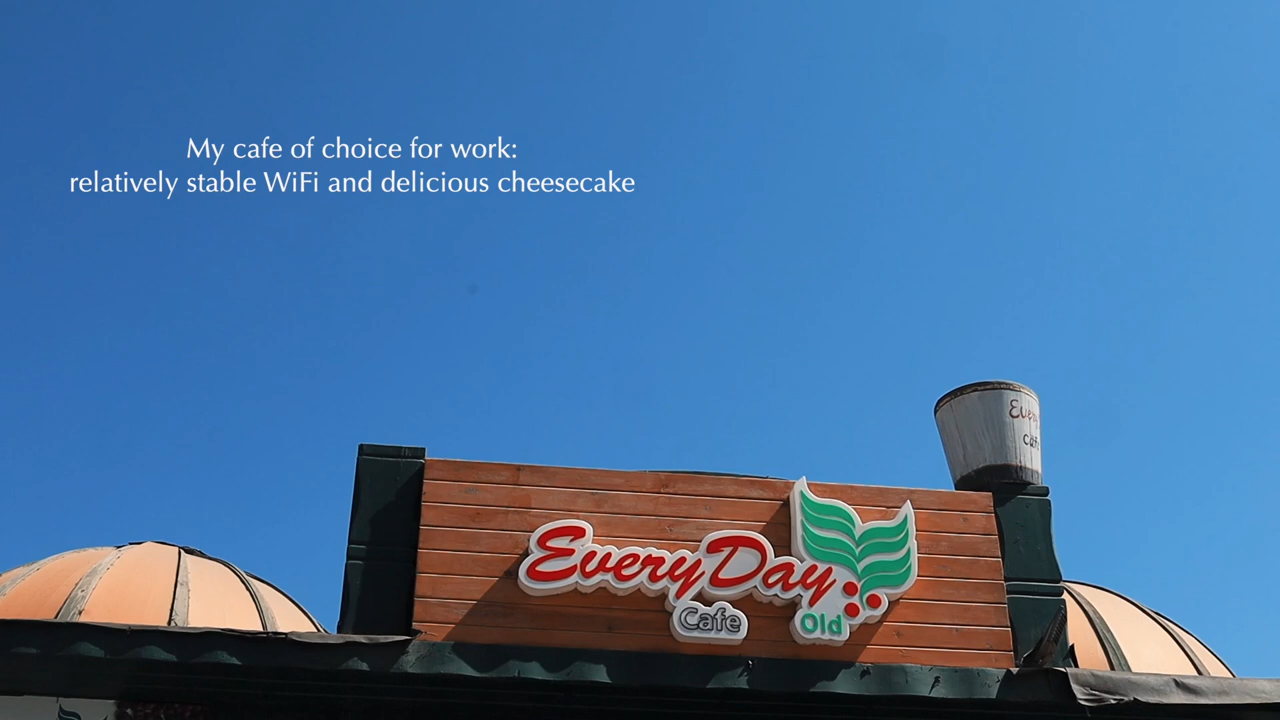 My cafe of choice for work:
relatively stable WiFi and delicious cheesecake
EveryDay
Cafe
Old